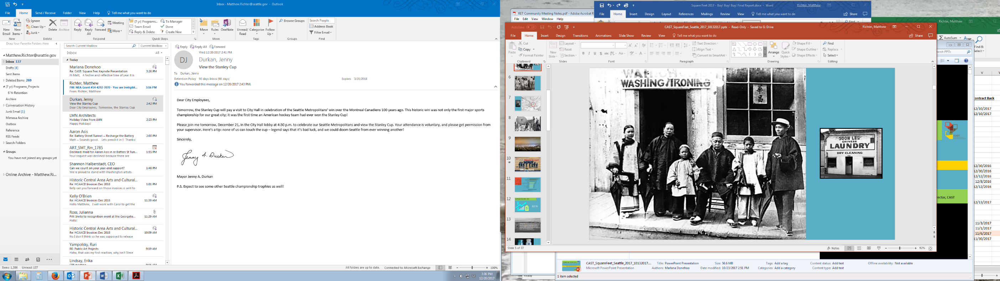 Inbox - Matthew.Richter@seattle.gov - Outlook
File Home Send / Receive Folder View Help Tell me what you want to do
New Email
New Items
Ignore
Clean Up
Junk
Delete
Archive
Reply
Reply All
Forward
Meeting
More
(7 yr) Programs...
Team Email
Reply & Delete
To Manager
Done
Create New
Move
Rules
OneNote
Unread/ Read
Categorize
Follow Up
Browse Groups
Search People
Address Book
Filter Email
New Delete Respond Quick Steps Move Tags Groups Find
Drag Your Favorite Folders Here
Matthew.Richter@seattle.gov
Inbox 137
Drafts [4]
Sent Items
Deleted Items 269
(7 yr) Programs_Projects
6 Yr Retention
Archive
Conversation History
Junk Email [1]
Mimosa Archive
Outbox
Reference
RSS Feeds
Search Folders
Groups
You have not joined any groups yet
Online Archive - Matthew.Ri...
Search Current Mailbox Current Mailbox
Inbox All
Today
Marlana Donehoo
Re: CAST: Square Fee: Keynote Presentation 3:26 PM
Hi Matt, A festive and reflective time of year it is
Richter, Matthew
FW: NEA Grant #14-4292-7070 - You are Ineligibl... 3:16 PM
From: Richter, Matthew
Durkan, Jenny
View the Stanley Cup 2:42 PM
Dear City Employees, Tomorrow, the Stanley Cup
LMN Architects
Holiday Video from LMN 2:23 PM
Happy Holidays!
Aaron Asis
Re: Battery Street Tunnel -- Recharge the Battery 2:00 PM
Matt -- Sounds good. Lets pencil it in !! Thanks!
ART_SMT_Rm_1785
Declined: Hold for Aaron Asis in re Batters St Tun... 1:55 PM
Your request was declined because there are
Shannon Halberstadt, CEO
Can we count on your year-end support? 1:46 PM
We're proud to stand with Washington artists.
Historic Central Area Arts and Cultural...
Re: HCAACD Invoices Dec 2018 1:01 PM
Kelly can you forward on those invoices o sent to
Kelly O'Brien
Re: HCAACD Invoices Dec 2018 11:39 AM
Hello Matthew, I will work with Carol to get the
Ross, Julianna
FW: Invite to recognition event at the Georgeto... 11:29 AM
Hello!
Historic Central Area Arts and Cultural...
Re: HCAACD Invoices Dec 2018 10:09 AM
No I don't think so he was supposed to release
Yampolsky, Ruri
RE: Public Art Projects 9:19 AM
Haha, that was my first reaction, why isn't Steve
Lindsay, Erika
Reply Reply All Forward
Wed 12/20/2017 2:41 PM
DJ
Durkan, Jenny
View the Stanley Cup
To Durkan, Jenny
Retention Policy 90 days Inbox (90 days) Expires 3/20/2018
You forwarded this message on 12/20/2017 2:43 PM.
Dear City Employees,
Tomorrow, the Stanley Cup will pay a visit to City Hall in celebration of the Seattle Metropolitans' win over the Montreal Canadiens 100 years ago. This historic win was not only the first major sports
championship for our great city; it was the first time an American hockey team had ever won the Stanley Cup!
Please join me tomorrow, December 21, in the City Hall lobby at 4:30 p.m. to celebrate our Seattle Metropolitans and view the Stanley Cup. Your attendance is voluntary, and please get permission from
your supervisor. Here's a tip: none of us can touch the cup – legend says that it's bad luck, and we could doom Seattle from ever winning another!
Sincerely,
Jenny A. Durkan
Mayor Jenny A. Durkan
P.S. Expect to see some other Seattle championship trophies as well!
Items: 1,386 Unread: 137
All folders are up to date. Connected to: Microsoft Exchange 100%
3:36 PM
12/20/2017
Square Feet 2017 - Buy! Buy! Buy! Final Report.docx - Word Richter, Matthew
File Home Insert Design Layout References Mailings Review View Tell me what you want to do Share
RET Community Meeting Notes.pdf - Adobe Acrobat
File Edit View Window Help
Find
Richter, Matthew
AutoSum
Find & Select
AutoSave Off
CAST_SquareFeet_Seattle_2017_10132017.pptx - Read-Only - Saved to G: Drive
Richter, Matthew
File Home Insert Design Transitions Animations Slide Show Review View Tell me what you want to do Share
Paste
Cut
Copy
Format Painter
New Slide
Layout
Reset
Section
Text Direction
Align Text
Convert to SmartArt
Arrange
Quick Styles
Shape Fill
Shape Outline
Shape Effects
Find
Replace
Select
Clipboard Slides Font Paragraph Drawing Editing
6
7
8
9
10
11
12
122 %
13
14
WASHING & IRONING
華昌
SOON LEE
CHINESE
LAUNDRY
DRY CLEANING
Slide 5 of 37
Notes 92%
CAST
Director, CAST
V
Contract Back
12/10/2017
12/10/2017
12/30/2016
12/30/2016
12/12/2016
12/8/2016
12/12/2016
12/13/2017
11/3/2017
11/1/2017
11/6/2017
11/30/2017
CAST_SquareFeet_Seattle_2017_10132017....
Microsoft PowerPoint Presentation
Title: PowerPoint Presentation
Authors: Marlana Donehoo
Size: 56.6 MB
Date modified: 10/23/2017 2:51 PM
Tags: Add a tag
Categories: Add a category
Content status: Add text
Content type: Add text
Offline availability: Not available
1 item selected
Ready